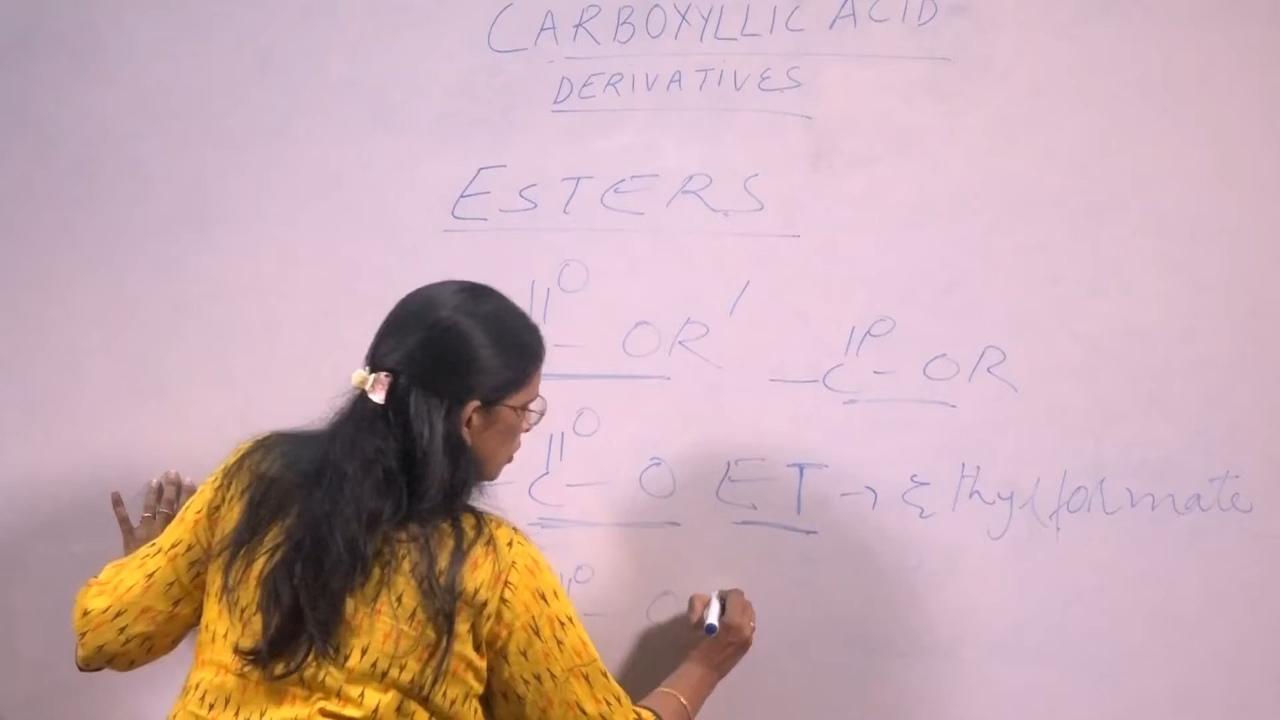 CARBOXYLLIC ACID
DERIVATIVES
ESTERS
O
|| 
— OR'
O
||
— C — OR
O
||
— C — O ET → Ethylformate
O
||
— O